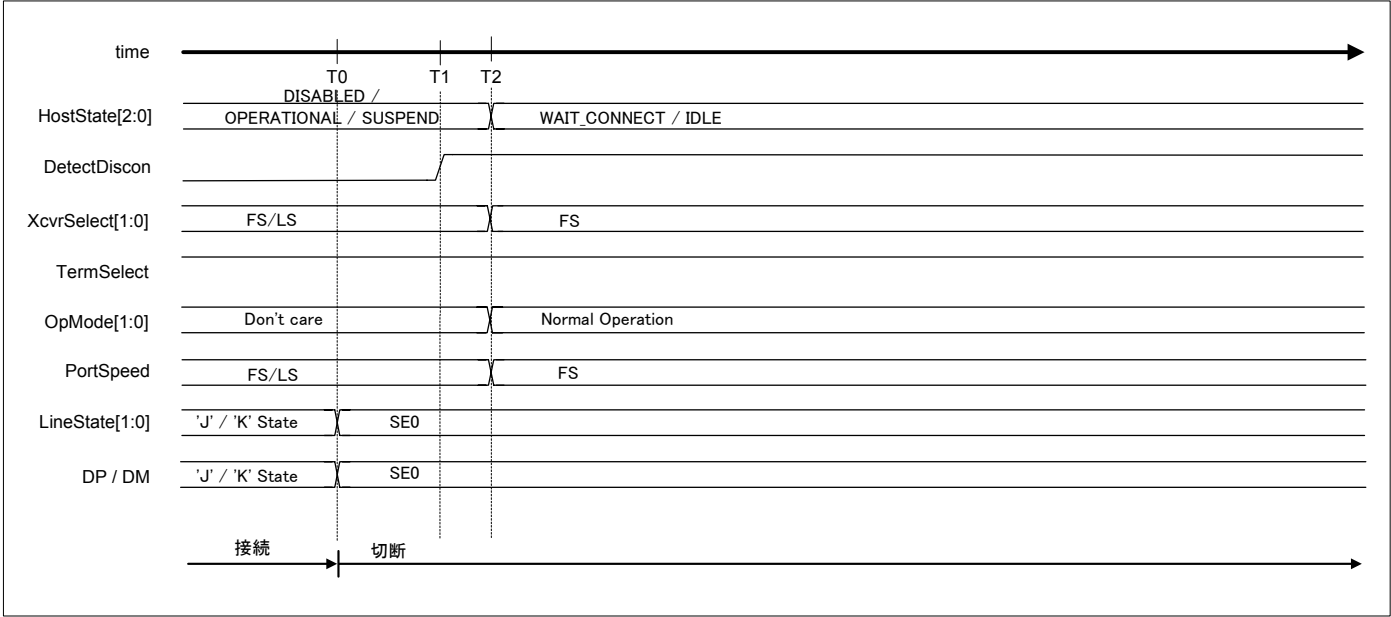 time
T0 T1 T2
DISABLED /
HostState[2:0] OPERATIONAL / SUSPEND WAIT_CONNECT / IDLE
DetectDiscon
XcvrSelect[1:0] FS/LS FS
TermSelect
OpMode[1:0] Don't care Normal Operation
PortSpeed FS/LS FS
LineState[1:0] 'J' / 'K' State SE0
DP / DM 'J' / 'K' State SE0
接続 切断